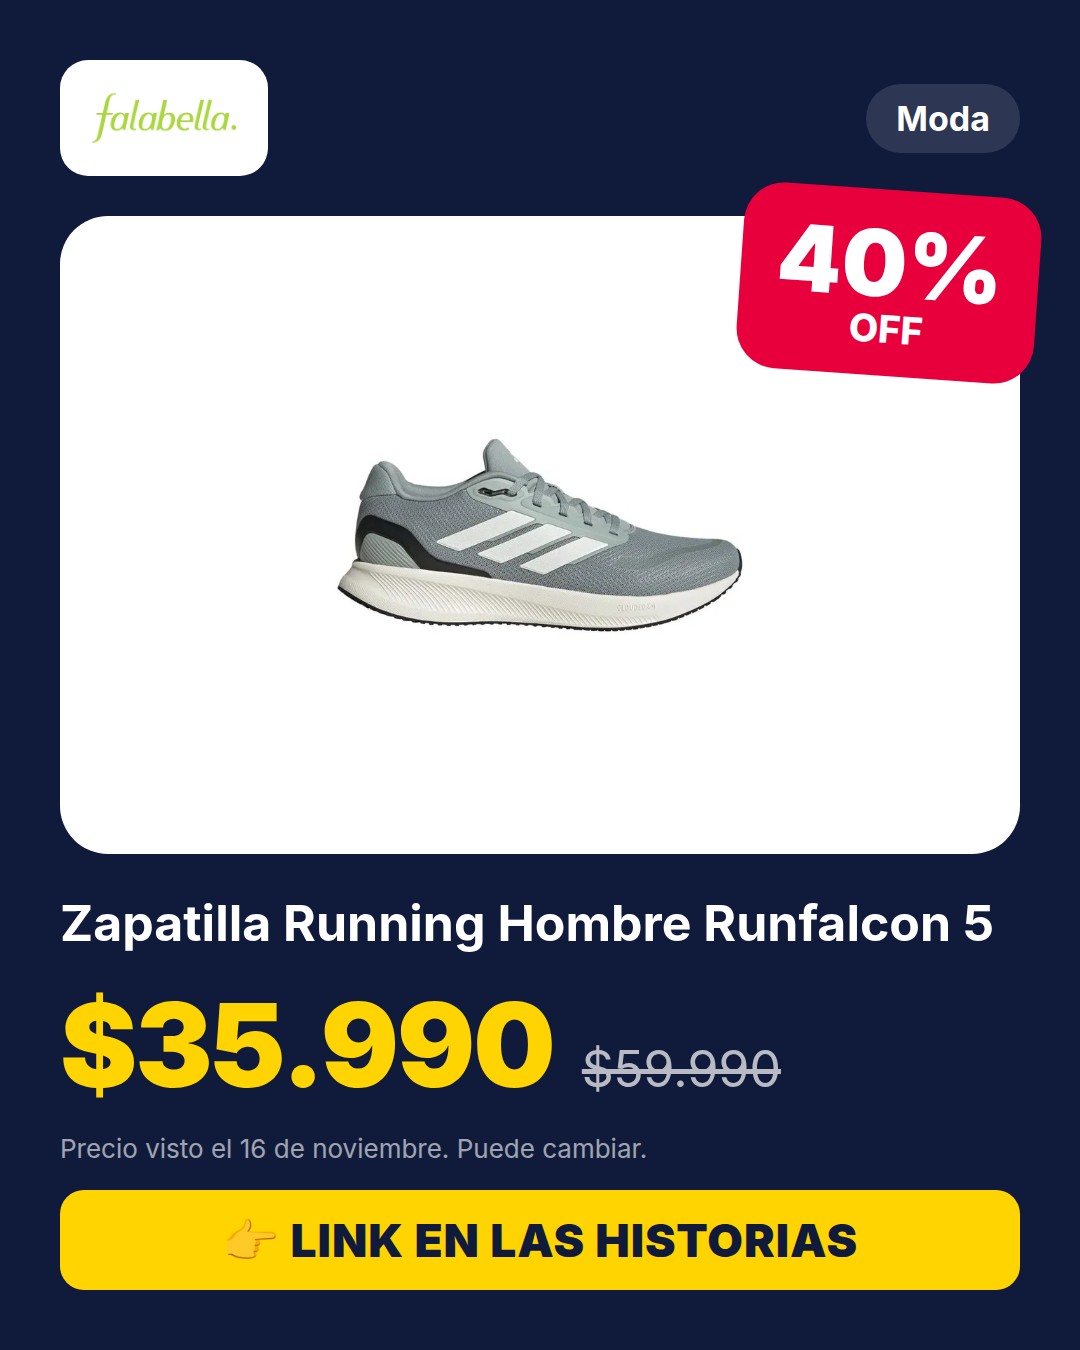 falabella.
Moda
40%
OFF
Zapatilla Running Hombre Runfalcon 5
$35.990 $59.990
Precio visto el 16 de noviembre. Puede cambiar.
👉 LINK EN LAS HISTORIAS